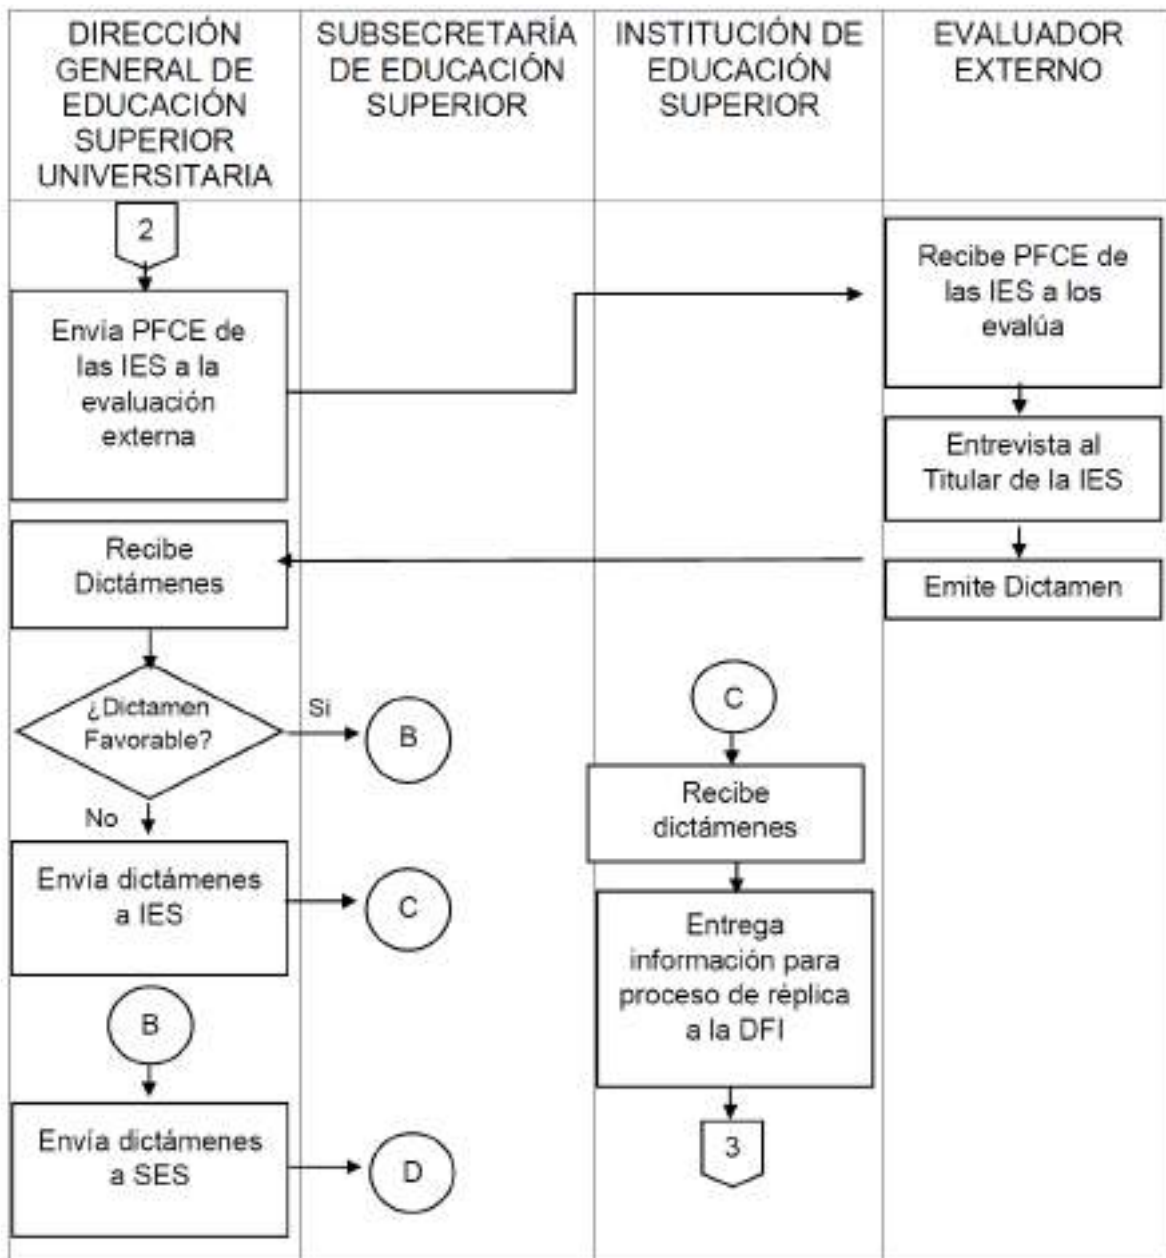 DIRECCIÓN
GENERAL DE
EDUCACIÓN
SUPERIOR
UNIVERSITARIA
SUBSECRETARÍA
DE EDUCACIÓN
SUPERIOR
INSTITUCIÓN DE
EDUCACIÓN
SUPERIOR
EVALUADOR
EXTERNO
2
Envía PFCE de
las IES a la
evaluación
externa
Recibe PFCE de
las IES a los
evalúa
Entrevista al
Titular de la IES
Emite Dictamen
Recibe
Dictámenes
¿Dictamen
Favorable?
Si
B
No
Envía dictámenes
a IES
C
B
Envía dictámenes
a SES
D
C
Recibe
dictámenes
Entrega
información para
proceso de réplica
a la DFI
3